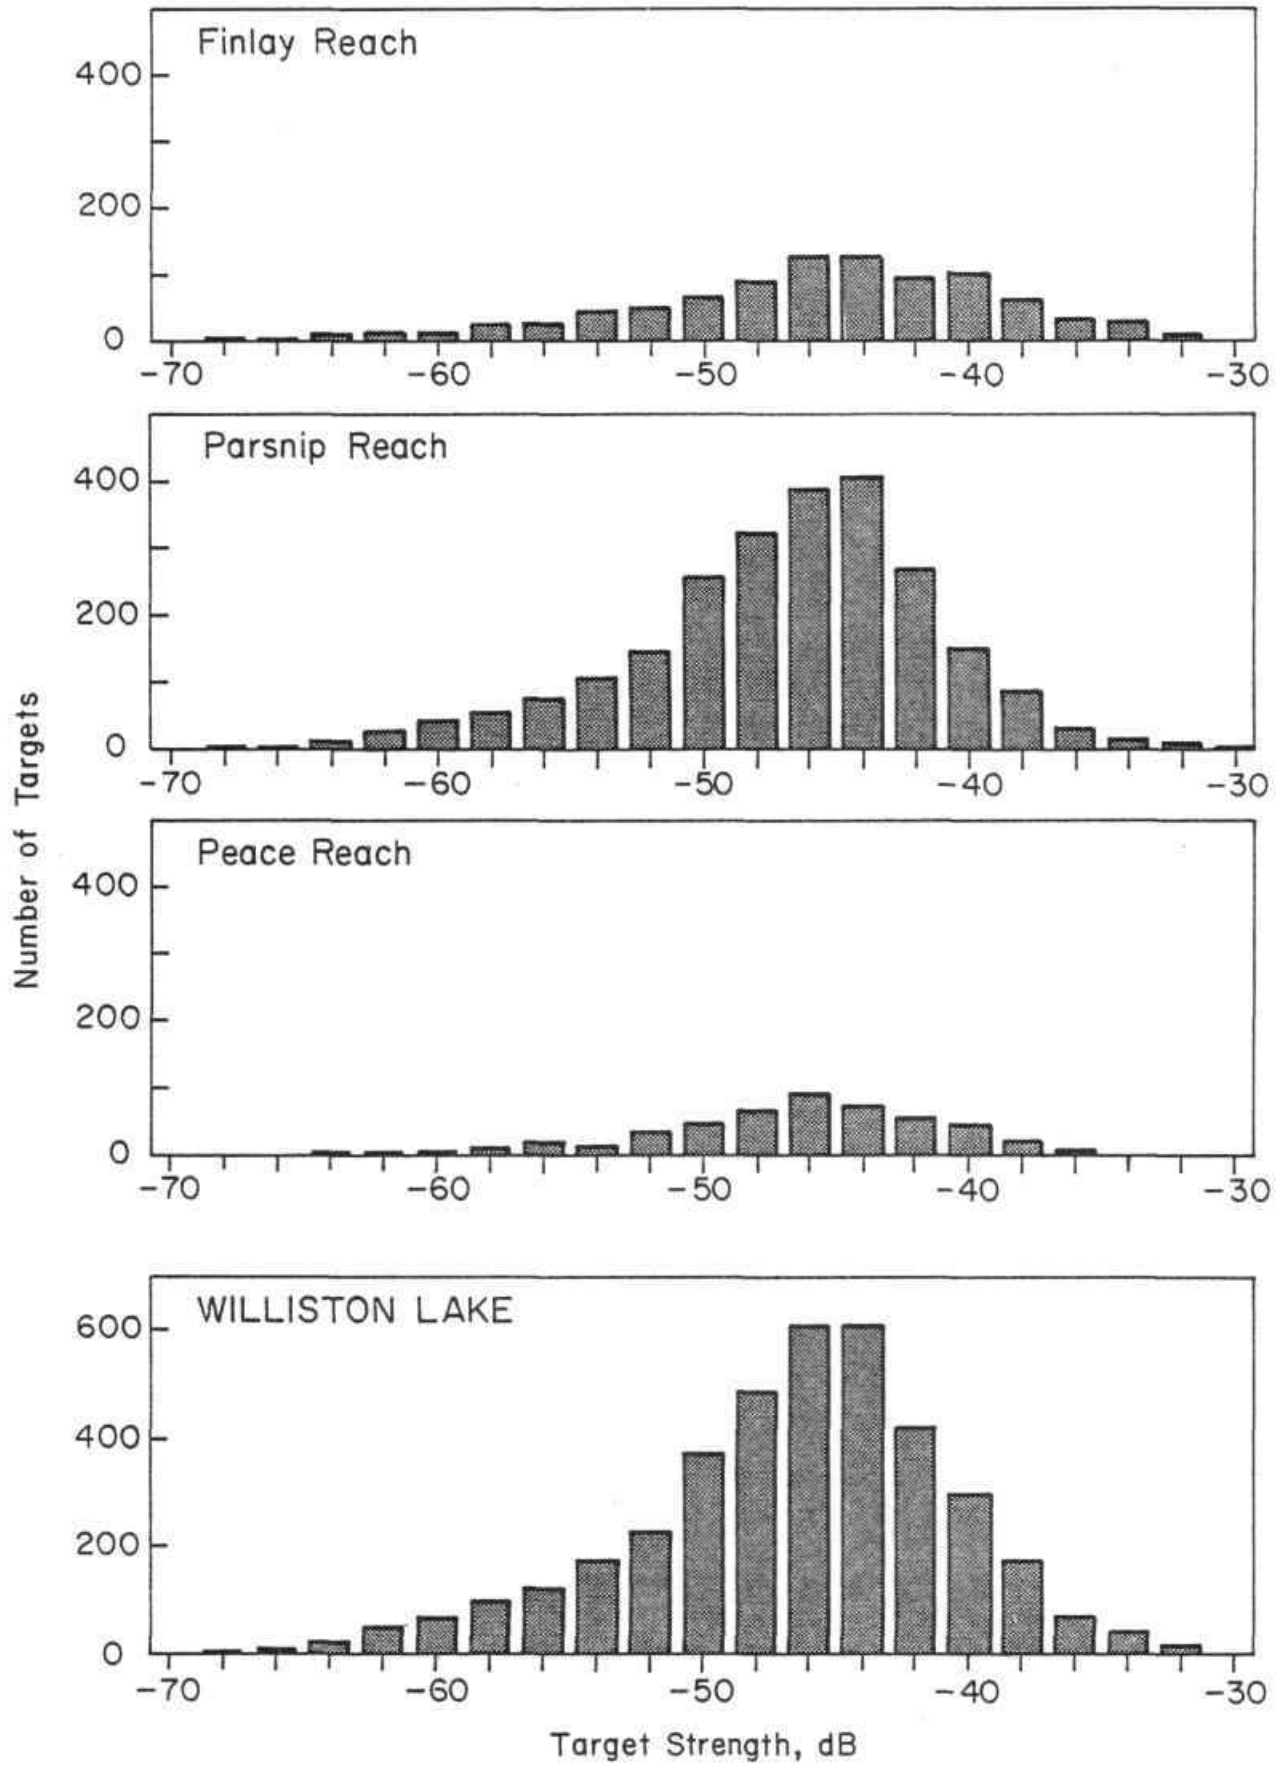 Finlay Reach
400
200
0
-70 -60 -50 -40 -30
Parsnip Reach
400
200
0
-70 -60 -50 -40 -30
Number of Targets
Peace Reach
400
200
0
-70 -60 -50 -40 -30
WILLISTON LAKE
600
400
200
0
-70 -60 -50 -40 -30
Target Strength, dB